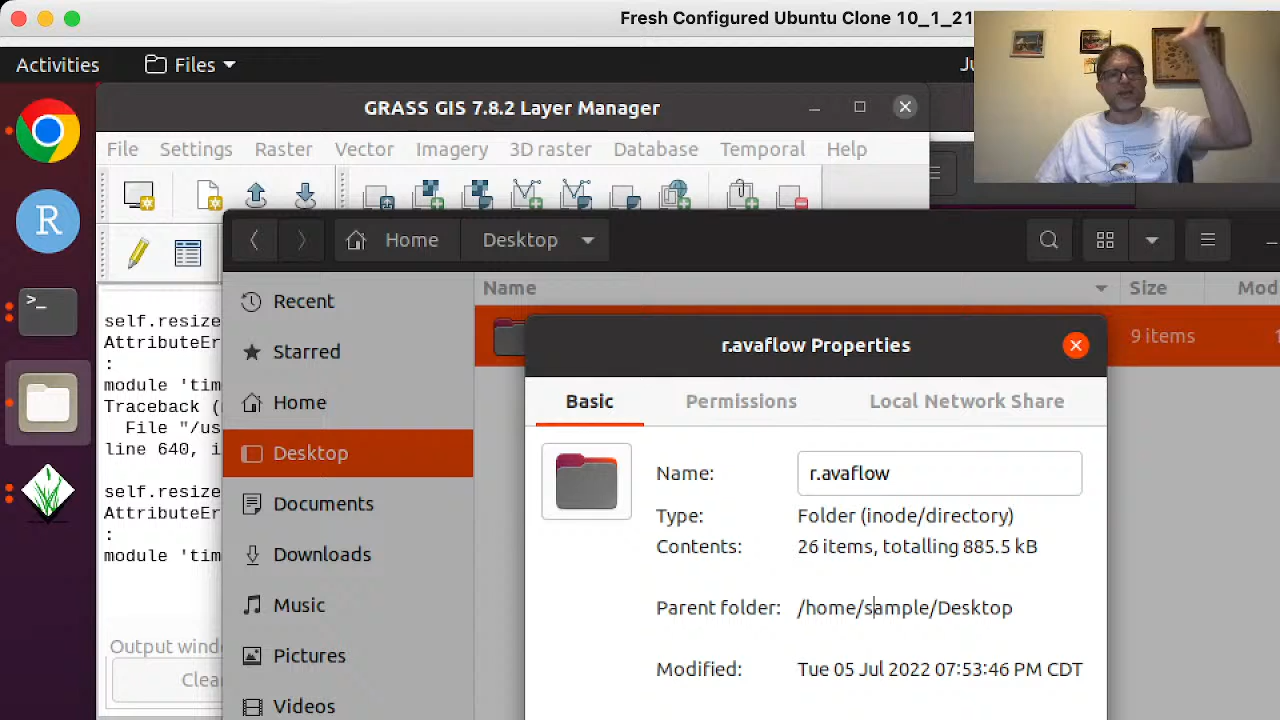 Fresh Configured Ubuntu Clone 10_1_21
Activities
Files
GRASS GIS 7.8.2 Layer Manager
File Settings Raster Vector Imagery 3D raster Database Temporal Help
Home
Desktop
Name Size Mod
Recent
9 items
Starred
r.avaflow Properties
Home
Basic Permissions Local Network Share
Desktop
Name: r.avaflow
Documents
Type: Folder (inode/directory)
Contents: 26 items, totalling 885.5 kB
Downloads
Music
Parent folder: /home/sample/Desktop
Pictures
Modified: Tue 05 Jul 2022 07:53:46 PM CDT
Videos
self.resize
AttributeEr
:
module 'tim
Traceback (
File "/us
line 640, i
self.resize
AttributeEr
:
module 'tim
Output wind
Clea
R
>_